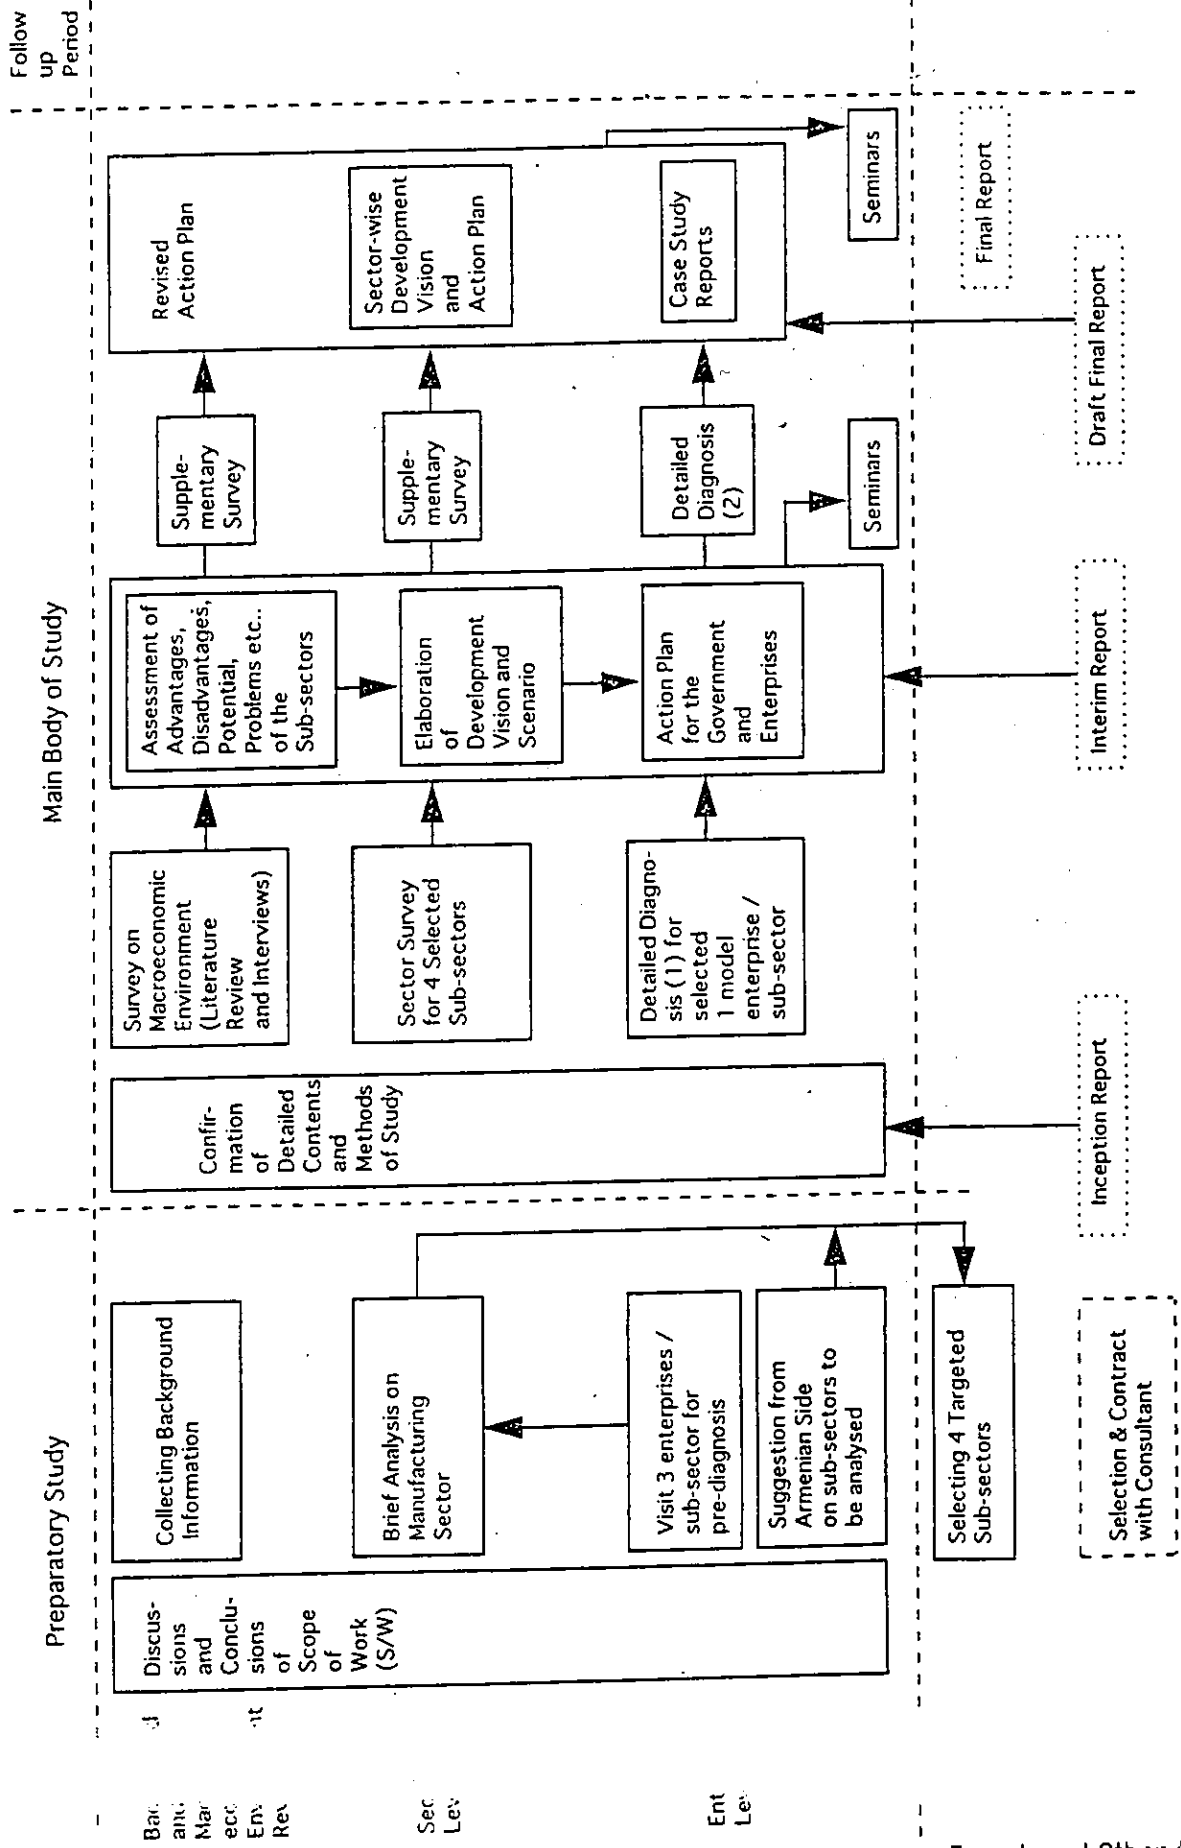 Preparatory Study
Main Body of Study
Follow
up
Period
Discus-
sions
and
Conclu-
sions
of
Scope
of
Work
(S/W)
Collecting Background
Information
Brief Analysis on
Manufacturing
Sector
Visit 3 enterprises /
sub-sector for
pre-diagnosis
Suggestion from
Armenian Side
on sub-sectors to
be analysed
Selecting 4 Targeted
Sub-sectors
Selection & Contract
with Consultant
Confir-
mation
of
Detailed
Contents
and
Methods
of Study
Inception Report
Survey on
Macroeconomic
Environment
(Literature
Review
and Interviews)
Sector Survey
for 4 Selected
Sub-sectors
Detailed Diagno-
sis (1) for
selected
1 model
enterprise /
sub-sector
Assessment of
Advantages,
Disadvantages,
Potential,
Problems etc..
of the
Sub-sectors
Elaboration
of
Development
Vision and
Scenario
Action Plan
for the
Government
and
Enterprises
Interim Report
Supple-
mentary
Survey
Supple-
mentary
Survey
Detailed
Diagnosis
(2)
Seminars
Revised
Action Plan
Sector-wise
Development
Vision
and
Action Plan
Case Study
Reports
Seminars
Draft Final Report
Final Report
and